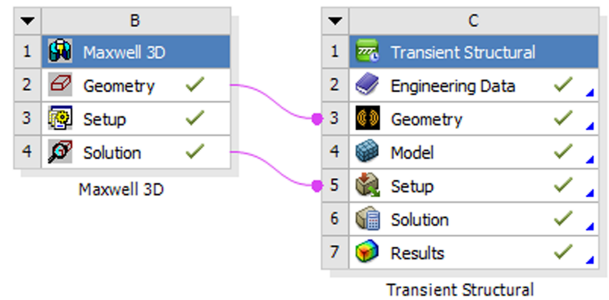 B
1 Maxwell 3D
2 Geometry
3 Setup
4 Solution
Maxwell 3D
C
1 Transient Structural
2 Engineering Data
3 Geometry
4 Model
5 Setup
6 Solution
7 Results
Transient Structural